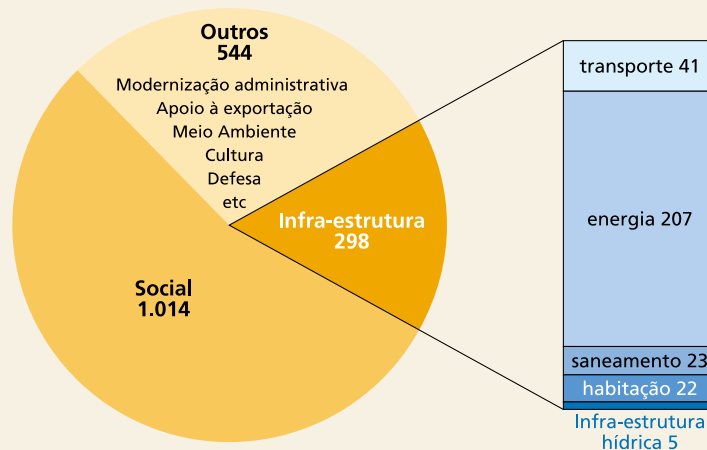 Outros
544
Modernização administrativa
Apoio à exportação
Meio Ambiente
Cultura
Defesa
etc
Infra-estrutura
298
Social
1.014
transporte 41
energia 207
saneamento 23
habitação 22
Infra-estrutura
hídrica 5